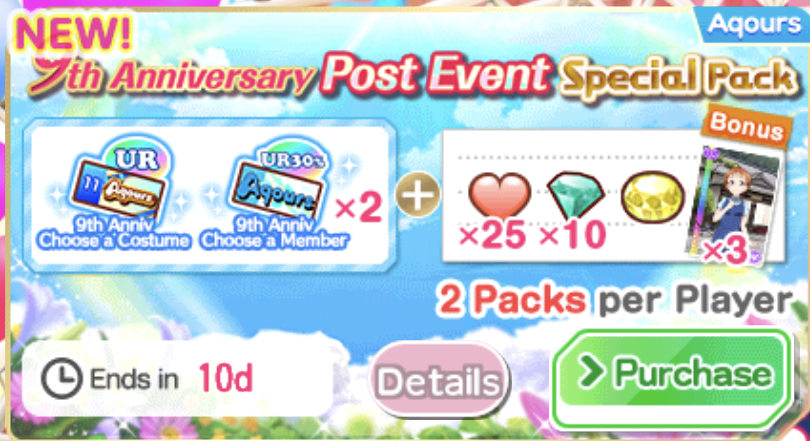 Aqours
NEW!
9th Anniversary Post Event Special Pack
UR
11 Aqours
9th Anniv
Choose a Costume
UR30%
Aqours
9th Anniv
Choose a Member
×2
+
Bonus
×25
×10
×3
2 Packs per Player
Ends in 10d
Details
> Purchase